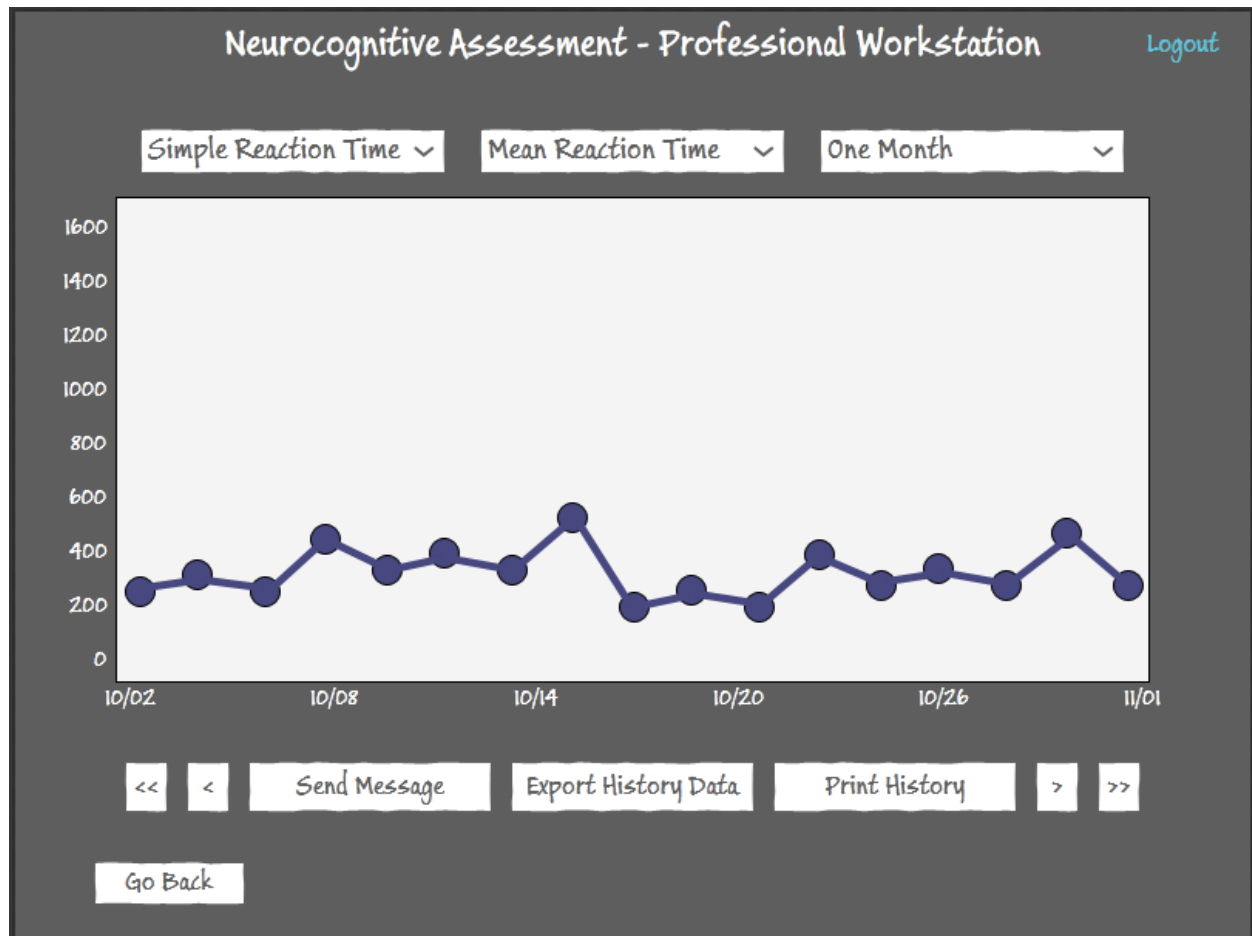 Neurocognitive Assessment - Professional Workstation Logout
Simple Reaction Time Mean Reaction Time One Month
1600
1400
1200
1000
800
600
400
200
0
10/02 10/08 10/14 10/20 10/26 11/01
<< < Send Message Export History Data Print History > >>
Go Back